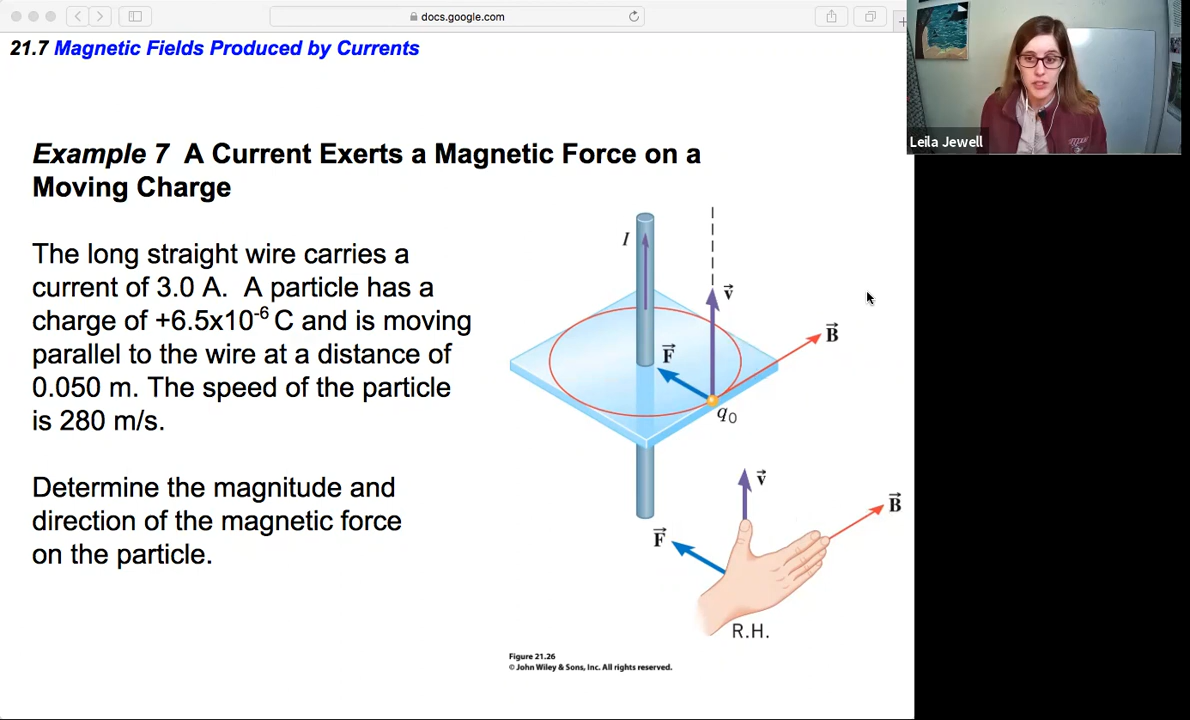 docs.google.com
21.7 Magnetic Fields Produced by Currents
Leila Jewell
Example 7 A Current Exerts a Magnetic Force on a
Moving Charge
The long straight wire carries a
current of 3.0 A. A particle has a
charge of +6.5x10⁻⁶ C and is moving
parallel to the wire at a distance of
0.050 m. The speed of the particle
is 280 m/s.
Determine the magnitude and
direction of the magnetic force
on the particle.
I
v⃗
B⃗
F⃗
q₀
v⃗
B⃗
F⃗
R.H.
Figure 21.26
© John Wiley & Sons, Inc. All rights reserved.